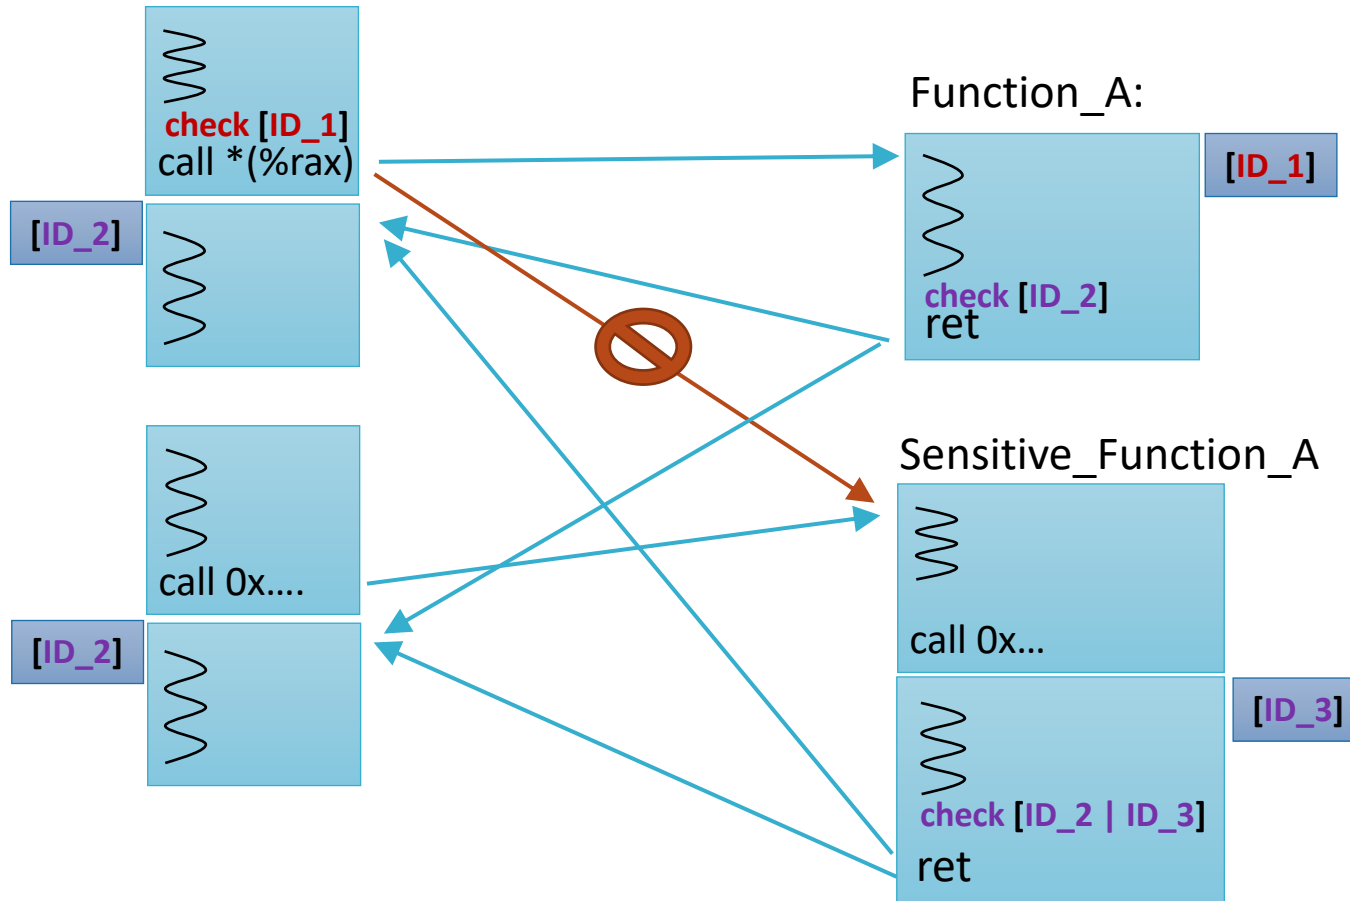 check [ID_1]
call *(%rax)
[ID_2]
call 0x....
[ID_2]
Function_A:
[ID_1]
check [ID_2]
ret
Sensitive_Function_A
call 0x...
[ID_3]
check [ID_2 | ID_3]
ret